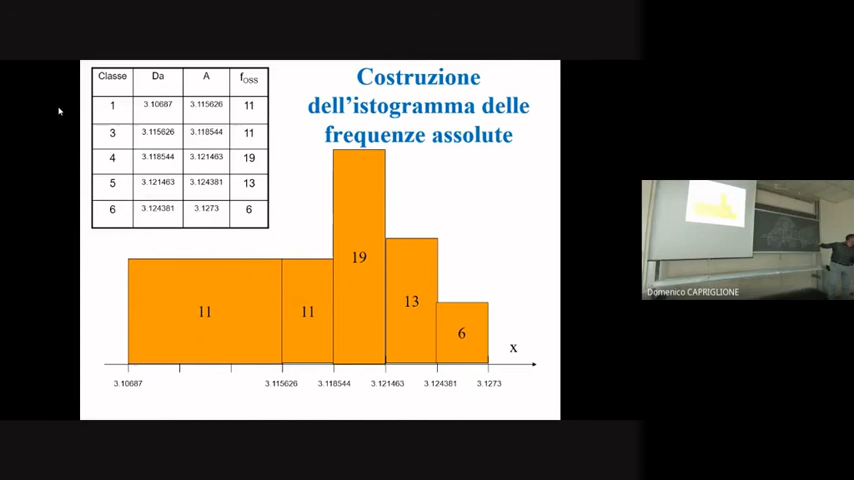 Costruzione
dell'istogramma delle
frequenze assolute
Classe Da A fOSS
1 3.10687 3.115626 11
3 3.115626 3.118544 11
4 3.118544 3.121463 19
5 3.121463 3.124381 13
6 3.124381 3.1273 6
11 11 19 13 6 x
3.10687 3.115626 3.118544 3.121463 3.124381 3.1273
Domenico CAPRIGLIONE